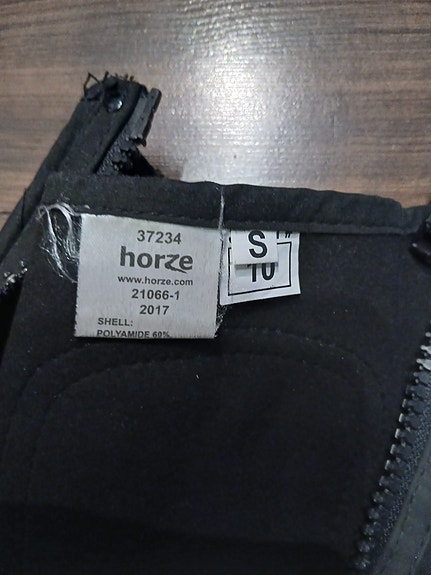 37234
horze
www.horze.com
21066-1
2017
SHELL:
POLYAMIDE 60%
S
10